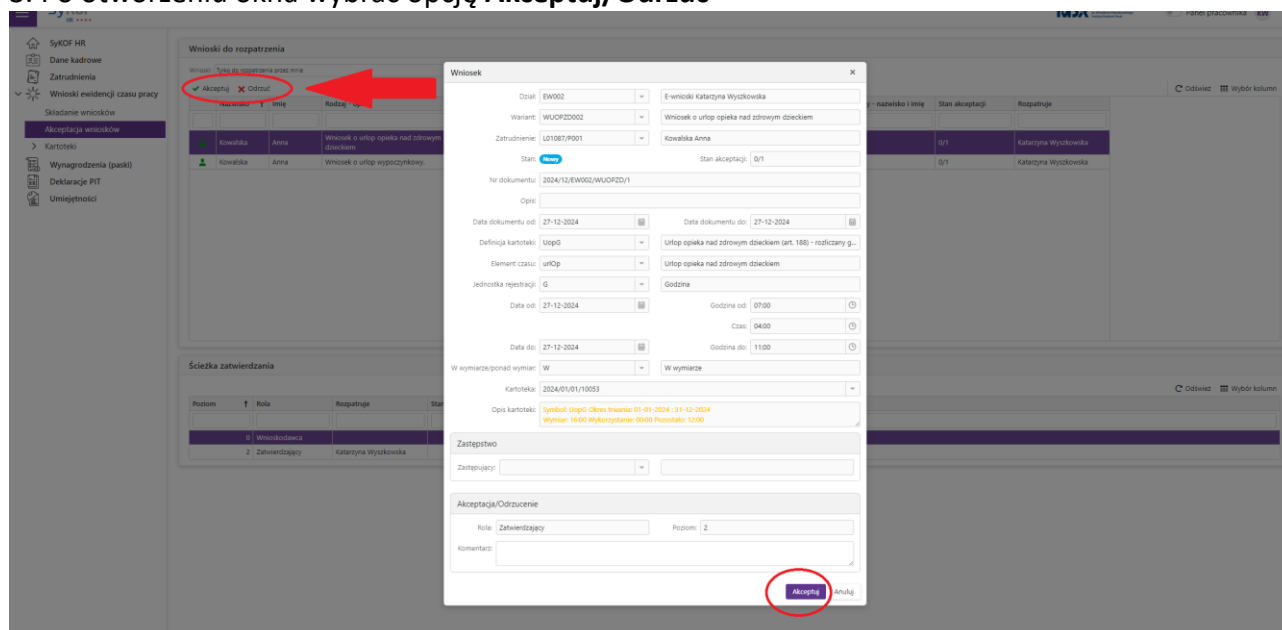 SyKOF HR
Panel pracownika KW
SyKOF HR
Dane kadrowe
Zatrudnienia
Wnioski ewidencji czasu pracy
Składanie wniosków
Akceptacja wniosków
Kartoteki
Wynagrodzenia (paski)
Deklaracje PIT
Umiejętności
Wnioski do rozpatrzenia
Wnioski: Tylko do rozpatrzenia przez mnie
Akceptuj Odrzuć
Odśwież Wybór kolumn
Nazwisko Imię
- nazwisko i imię Stan akceptacji Rozpatruje
Kowalska Anna Wniosek o urlop opieka nad zdrowym dzieckiem 0/1 Katarzyna Wyszkowska
Kowalska Anna Wniosek o urlop wypoczynkowy. 0/1 Katarzyna Wyszkowska
Ścieżka zatwierdzania
Odśwież Wybór kolumn
Poziom Rola Rozpatruje
0 Wnioskodawca
2 Zatwierdzający Katarzyna Wyszkowska
Wniosek
Dział: EW002 E-wnioski Katarzyna Wyszkowska
Wariant: WUOPZD002 Wniosek o urlop opieka nad zdrowym dzieckiem
Zatrudnienie: L01087/P001 Kowalska Anna
Stan: Nowy Stan akceptacji: 0/1
Nr dokumentu: 2024/12/EW002/WUOPZD/1
Opis:
Data dokumentu od: 27-12-2024 Data dokumentu do: 27-12-2024
Definicja kartoteki: UopG Urlop opieka nad zdrowym dzieckiem (art. 188) - rozliczany g...
Element czasu: urlOp Urlop opieka nad zdrowym dzieckiem
Jednostka rejestracji: G Godzina
Data od: 27-12-2024 Godzina od: 07:00
Czas: 04:00
Data do: 27-12-2024 Godzina do: 11:00
W wymiarze/ponad wymiar: W W wymiarze
Kartoteka: 2024/01/01/10053
Opis kartoteki: Symbol: UopG Okres trwania: 01-01-2024 : 31-12-2024
Wymiar: 16:00 Wykorzystanie: 00:00 Pozostało: 12:00
Zastępstwo
Zastępujący:
Akceptacja/Odrzucenie
Rola: Zatwierdzający Poziom: 2
Komentarz:
Akceptuj Anuluj